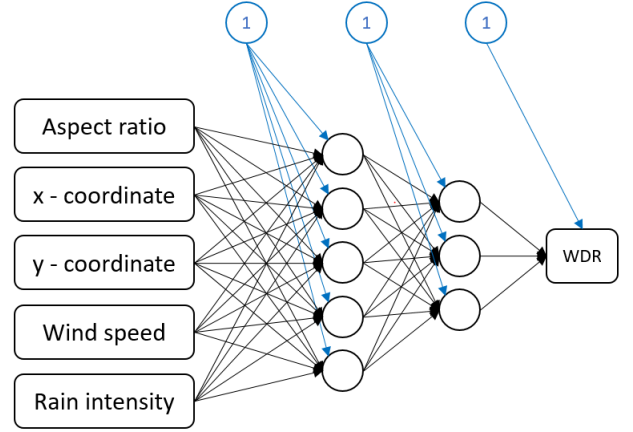 1 1 1
Aspect ratio
x - coordinate
y - coordinate
WDR
Wind speed
Rain intensity